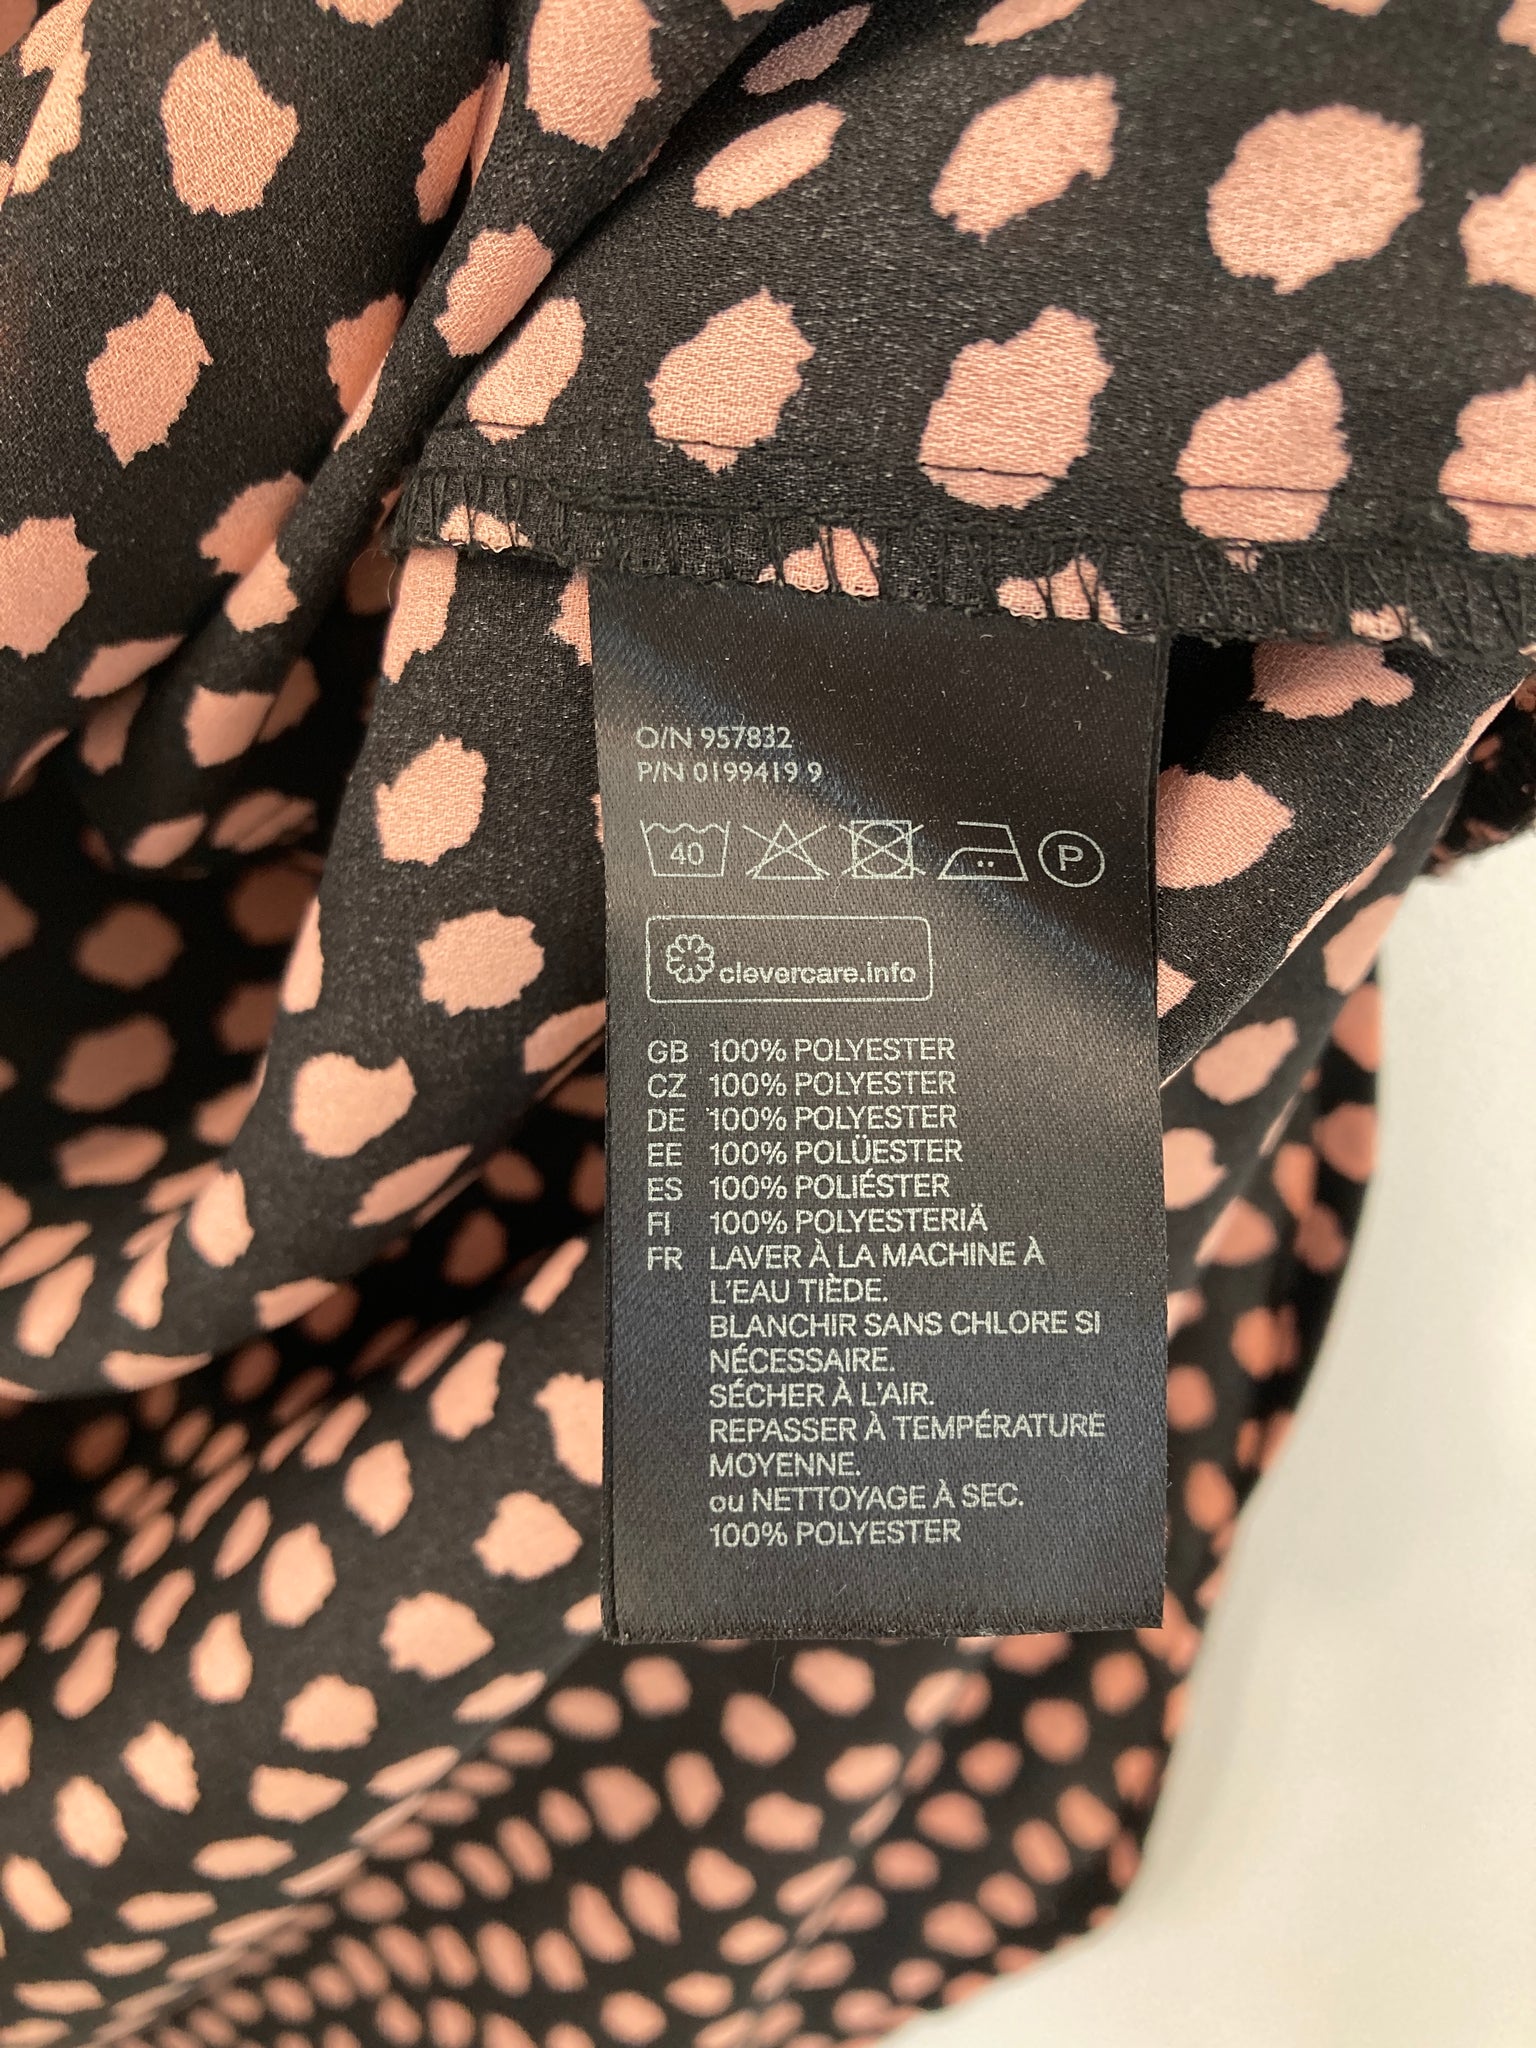 O/N 957832
P/N 0199419 9
40 P
clevercare.info
GB 100% POLYESTER
CZ 100% POLYESTER
DE 100% POLYESTER
EE 100% POLÜESTER
ES 100% POLIÉSTER
FI 100% POLYESTERIÄ
FR LAVER À LA MACHINE À
L'EAU TIÈDE.
BLANCHIR SANS CHLORE SI
NÉCESSAIRE.
SÉCHER À L'AIR.
REPASSER À TEMPÉRATURE
MOYENNE.
ou NETTOYAGE À SEC.
100% POLYESTER